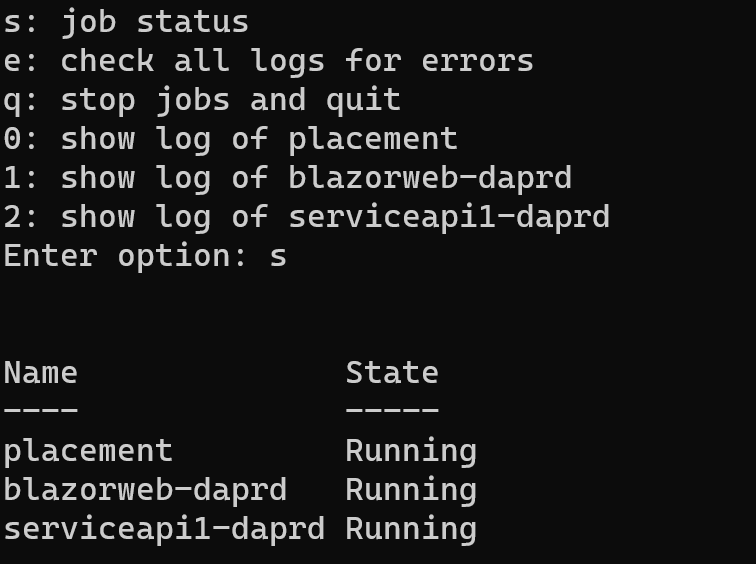 s: job status
e: check all logs for errors
q: stop jobs and quit
0: show log of placement
1: show log of blazorweb-daprd
2: show log of serviceapi1-daprd
Enter option: s
Name              State
----              -----
placement         Running
blazorweb-daprd   Running
serviceapi1-daprd Running